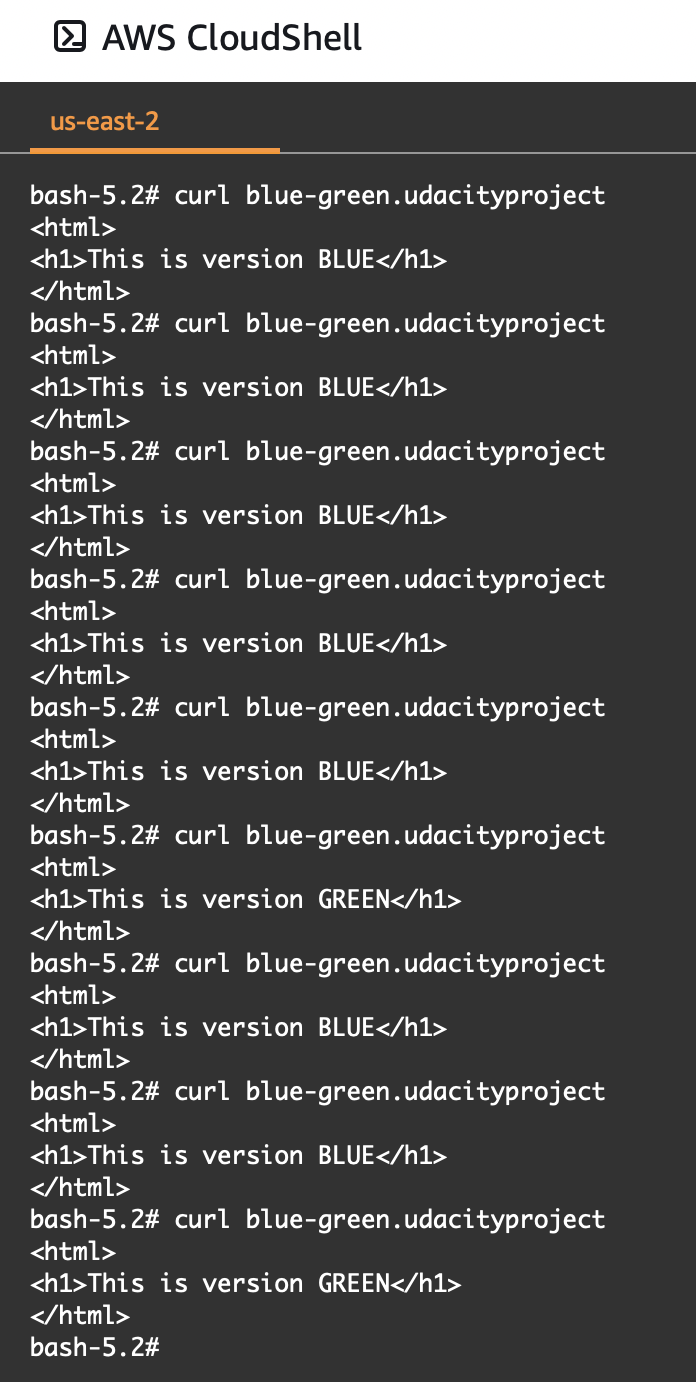 AWS CloudShell
us-east-2
bash-5.2# curl blue-green.udacityproject
<html>
<h1>This is version BLUE</h1>
</html>
bash-5.2# curl blue-green.udacityproject
<html>
<h1>This is version BLUE</h1>
</html>
bash-5.2# curl blue-green.udacityproject
<html>
<h1>This is version BLUE</h1>
</html>
bash-5.2# curl blue-green.udacityproject
<html>
<h1>This is version BLUE</h1>
</html>
bash-5.2# curl blue-green.udacityproject
<html>
<h1>This is version BLUE</h1>
</html>
bash-5.2# curl blue-green.udacityproject
<html>
<h1>This is version GREEN</h1>
</html>
bash-5.2# curl blue-green.udacityproject
<html>
<h1>This is version BLUE</h1>
</html>
bash-5.2# curl blue-green.udacityproject
<html>
<h1>This is version BLUE</h1>
</html>
bash-5.2# curl blue-green.udacityproject
<html>
<h1>This is version GREEN</h1>
</html>
bash-5.2#